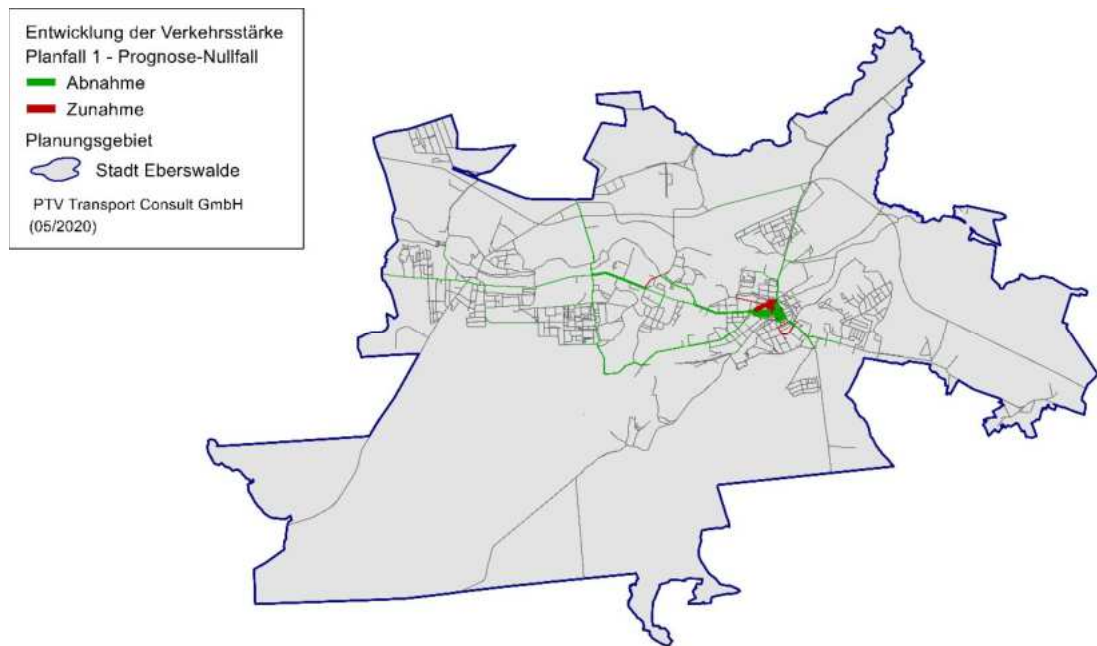 Entwicklung der Verkehrsstärke
Planfall 1 - Prognose-Nullfall
Abnahme
Zunahme
Planungsgebiet
Stadt Eberswalde
PTV Transport Consult GmbH
(05/2020)